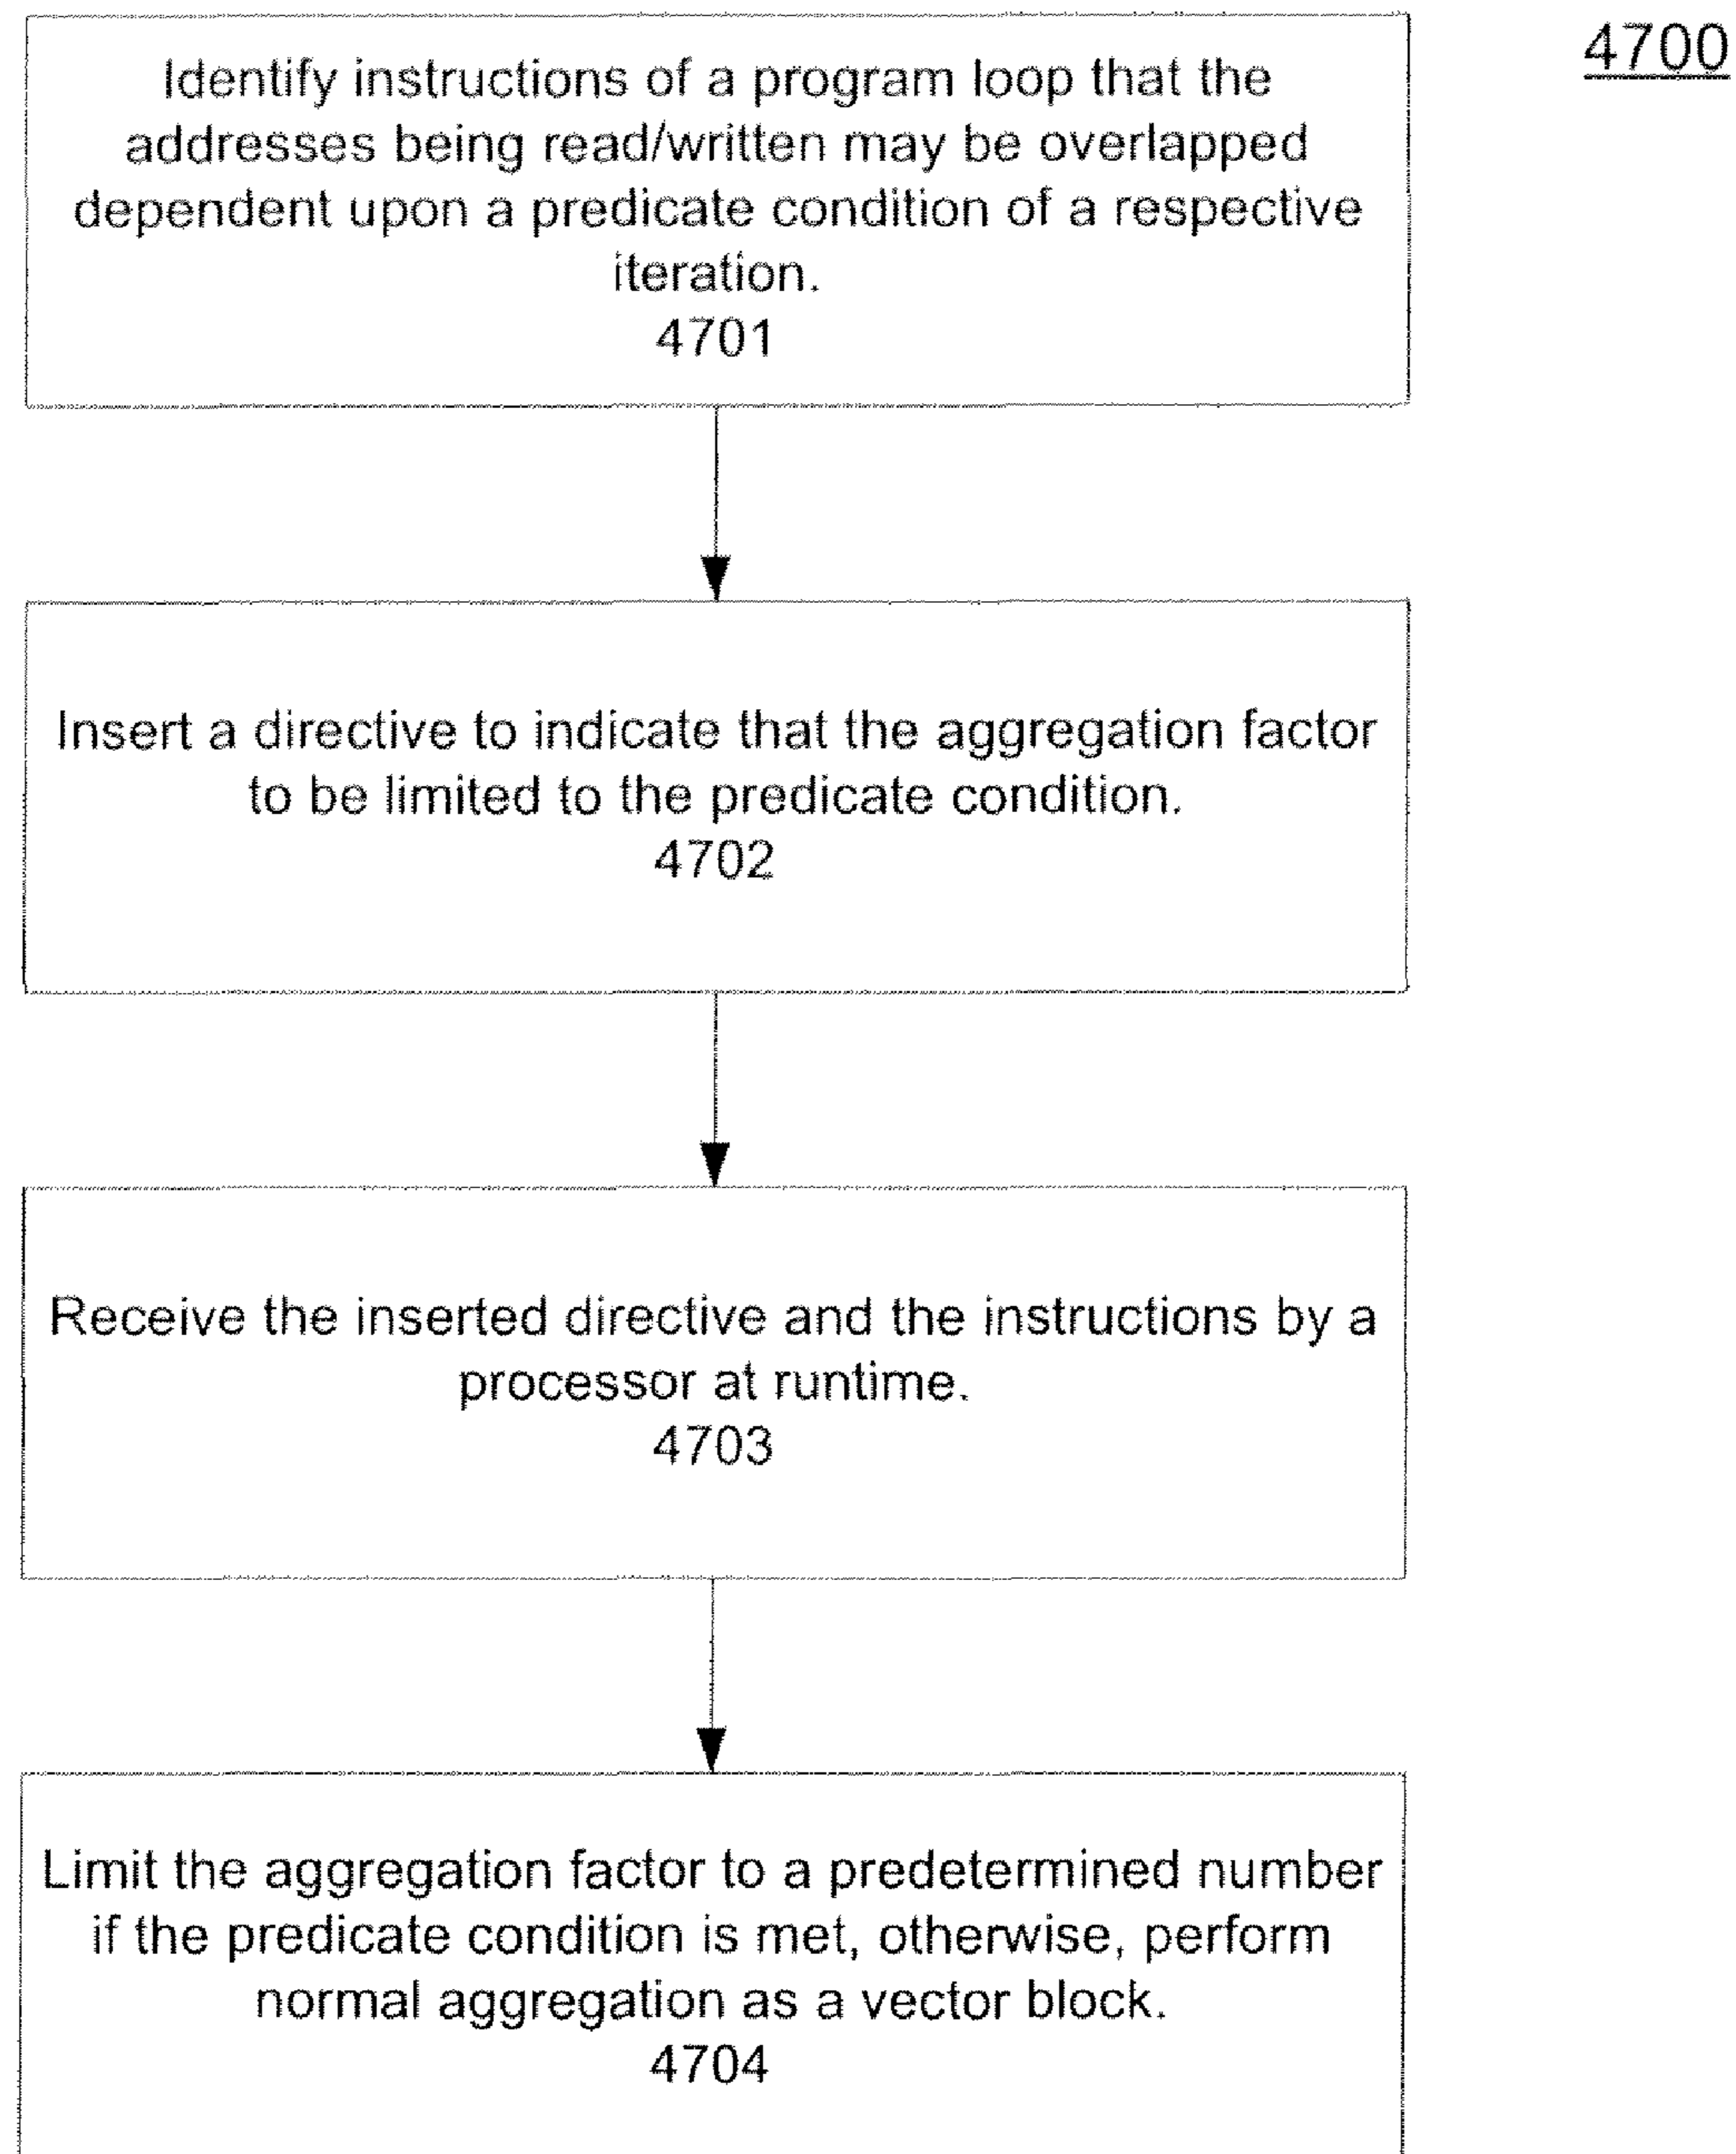 4700
Identify instructions of a program loop that the
addresses being read/written may be overlapped
dependent upon a predicate condition of a respective
iteration.
4701
Insert a directive to indicate that the aggregation factor
to be limited to the predicate condition.
4702
Receive the inserted directive and the instructions by a
processor at runtime.
4703
Limit the aggregation factor to a predetermined number
if the predicate condition is met, otherwise, perform
normal aggregation as a vector block.
4704